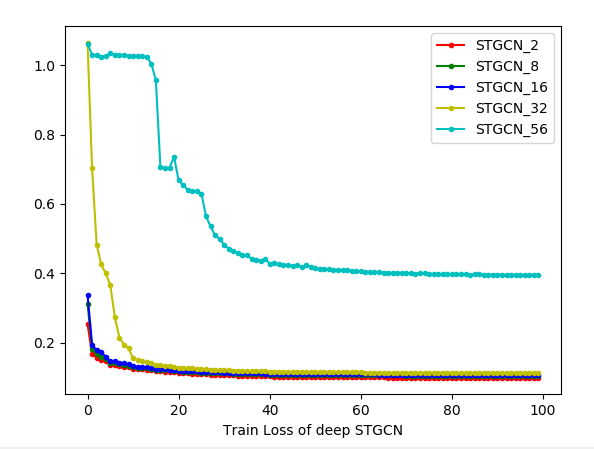 1.0
0.8
0.6
0.4
0.2
0 20 40 60 80 100
Train Loss of deep STGCN
STGCN_2
STGCN_8
STGCN_16
STGCN_32
STGCN_56